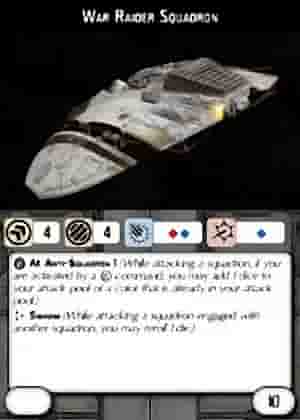 War Raider Squadron
4 4
AI: Anti-Squadron 1 (While attacking a squadron, if you
are activated by a command, you may add 1 dice to
your attack pool of a color that is already in your attack
pool.)
Swarm (While attacking a squadron engaged with
another squadron, you may reroll 1 die.)
10